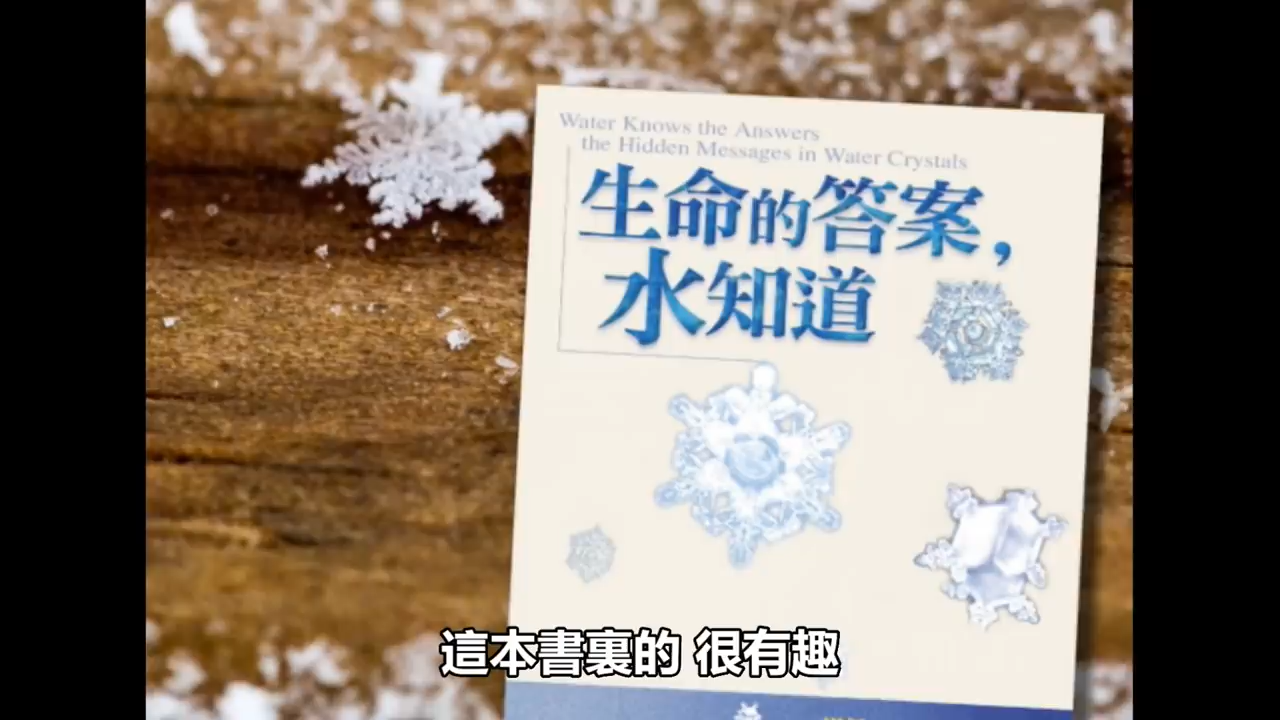 Water Knows the Answers
the Hidden Messages in Water Crystals
生命的答案,
水知道
這本書裏的 很有趣